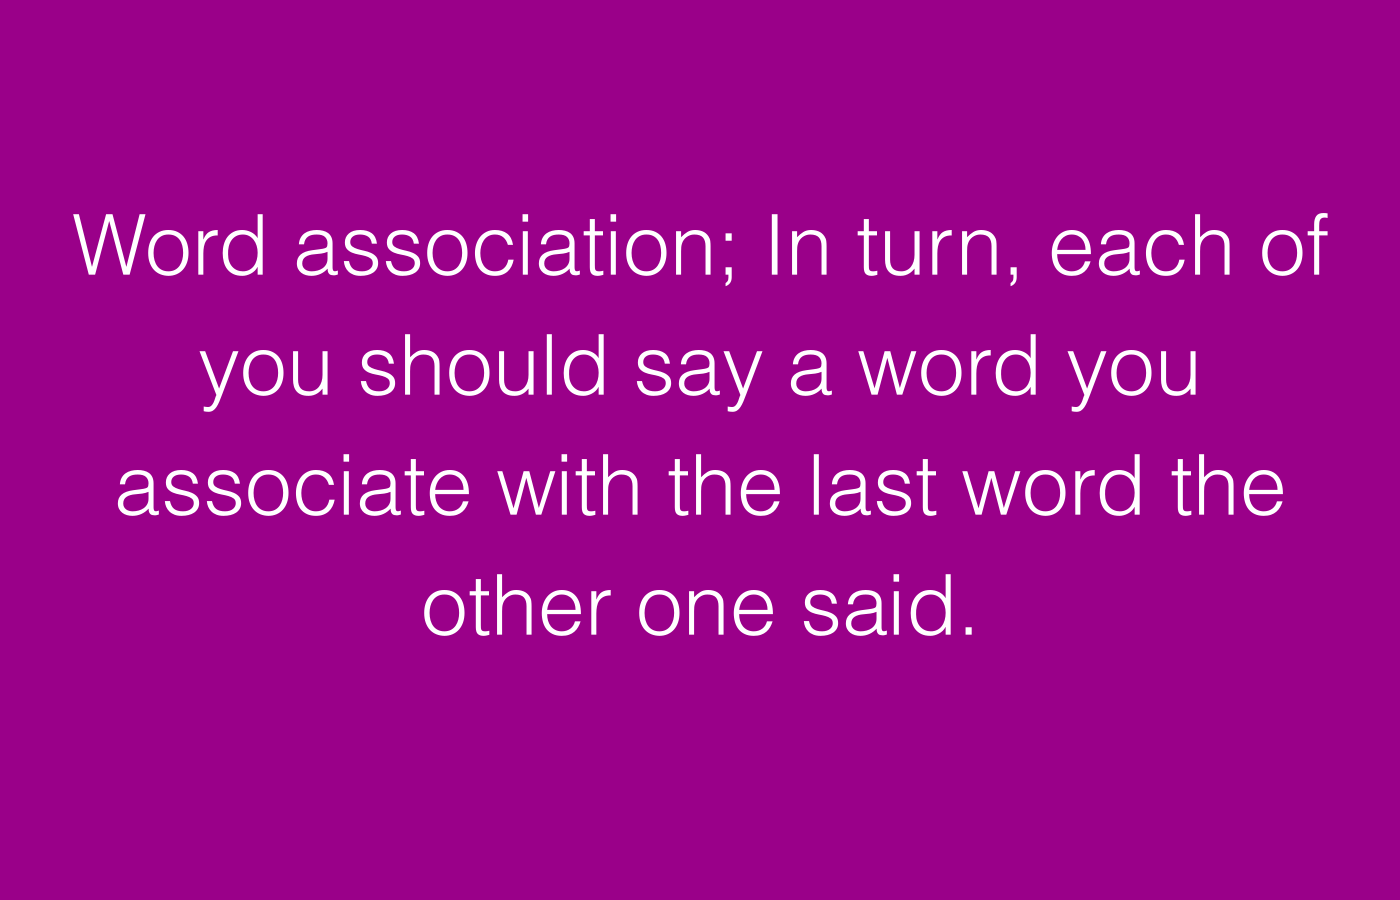 Word association; In turn, each of
you should say a word you
associate with the last word the
other one said.